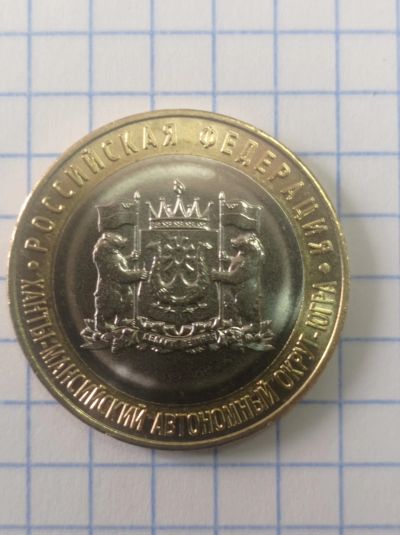 РОССИЙСКАЯ ФЕДЕРАЦИЯ
ХАНТЫ-МАНСИЙСКИЙ АВТОНОМНЫЙ ОКРУГ-ЮГРА